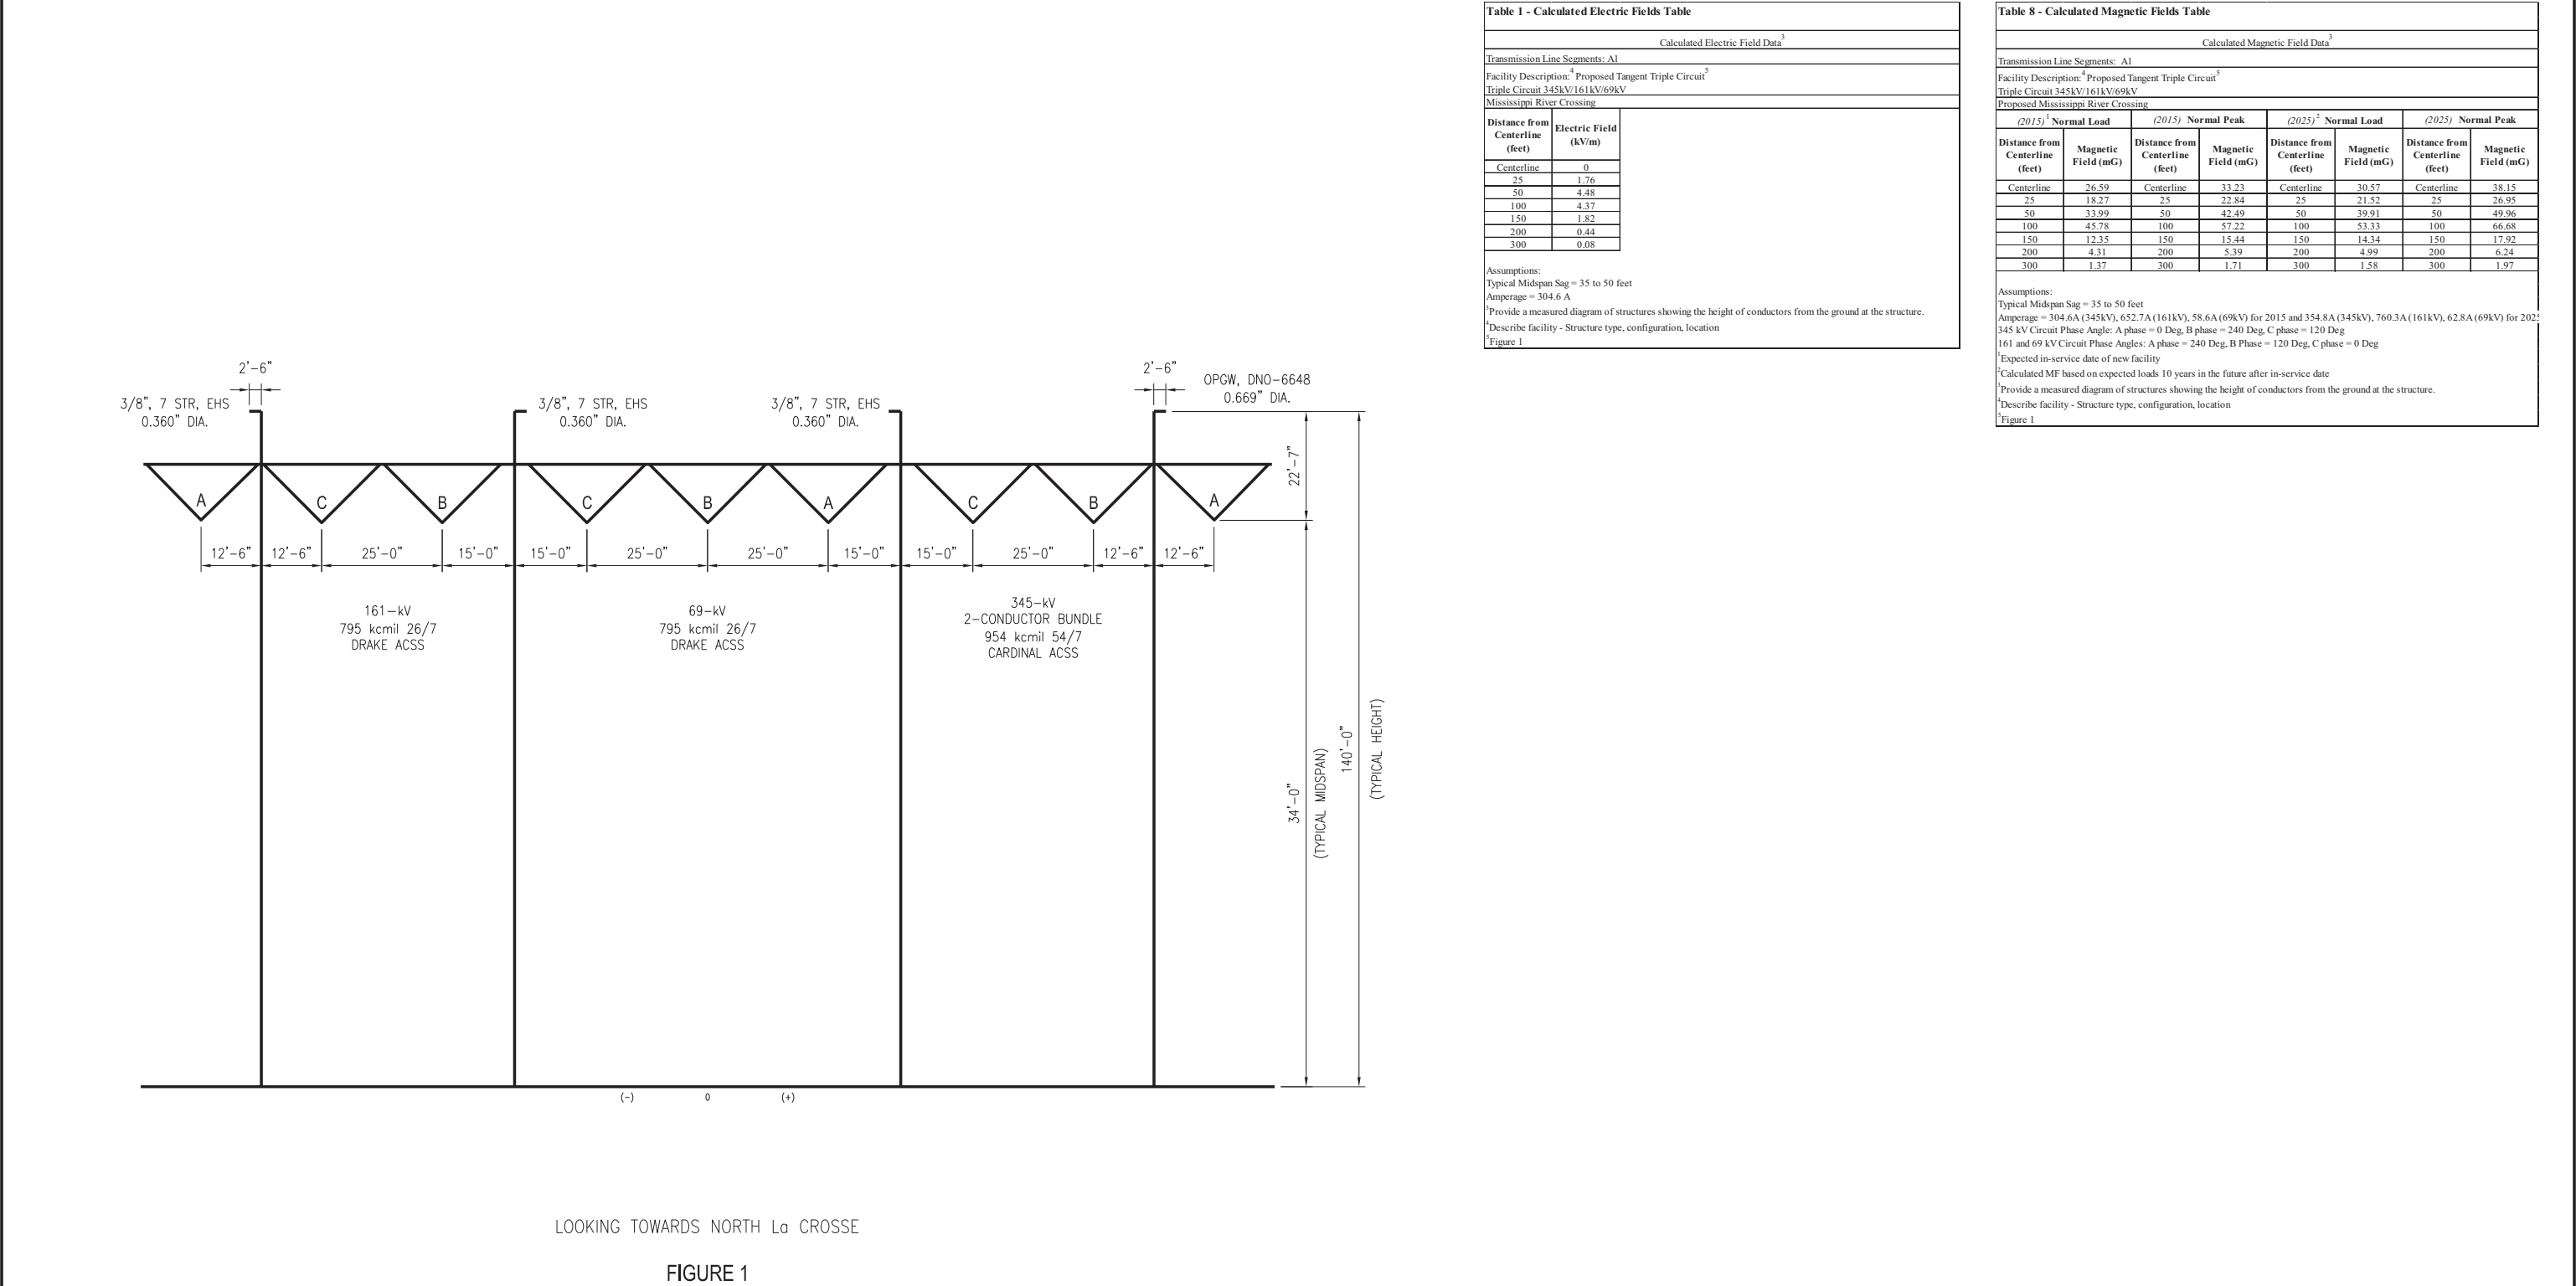 2'-6"
3/8", 7 STR, EHS
0.360" DIA.
3/8", 7 STR, EHS
0.360" DIA.
3/8", 7 STR, EHS
0.360" DIA.
2'-6"
OPGW, DNO-6648
0.669" DIA.
A
C
B
C
B
A
C
B
A
22'-7"
12'-6"
12'-6"
25'-0"
15'-0"
15'-0"
25'-0"
25'-0"
15'-0"
15'-0"
25'-0"
12'-6"
12'-6"
161-kV
795 kcmil 26/7
DRAKE ACSS
69-kV
795 kcmil 26/7
DRAKE ACSS
345-kV
2-CONDUCTOR BUNDLE
954 kcmil 54/7
CARDINAL ACSS
34'-0"
(TYPICAL MIDSPAN)
140'-0"
(TYPICAL HEIGHT)
(-) 0 (+)
LOOKING TOWARDS NORTH La CROSSE
FIGURE 1
Table 1 - Calculated Electric Fields Table
Calculated Electric Field Data3
Transmission Line Segments: A1
Facility Description:4 Proposed Tangent Triple Circuit5
Triple Circuit 345kV/161kV/69kV
Mississippi River Crossing
Distance from Centerline (feet) Electric Field (kV/m)
Centerline 0
25 1.76
50 4.48
100 4.37
150 1.82
200 0.44
300 0.08
Assumptions:
Typical Midspan Sag = 35 to 50 feet
Amperage = 304.6 A
3Provide a measured diagram of structures showing the height of conductors from the ground at the structure.
4Describe facility - Structure type, configuration, location
5Figure 1
Table 8 - Calculated Magnetic Fields Table
Calculated Magnetic Field Data3
Transmission Line Segments: A1
Facility Description:4 Proposed Tangent Triple Circuit5
Triple Circuit 345kV/161kV/69kV
Proposed Mississippi River Crossing
(2015)1 Normal Load (2015) Normal Peak (2025)2 Normal Load (2025) Normal Peak
Distance from Centerline (feet) Magnetic Field (mG) Distance from Centerline (feet) Magnetic Field (mG) Distance from Centerline (feet) Magnetic Field (mG) Distance from Centerline (feet) Magnetic Field (mG)
Centerline 26.59 Centerline 33.23 Centerline 30.57 Centerline 38.15
25 18.27 25 22.84 25 21.52 25 26.95
50 33.99 50 42.49 50 39.91 50 49.96
100 45.78 100 57.22 100 53.33 100 66.68
150 12.35 150 15.44 150 14.34 150 17.92
200 4.31 200 5.39 200 4.99 200 6.24
300 1.37 300 1.71 300 1.58 300 1.97
Assumptions:
Typical Midspan Sag = 35 to 50 feet
Amperage = 304.6A (345kV), 652.7A (161kV), 58.6A (69kV) for 2015 and 354.8A (345kV), 760.3A (161kV), 62.8A (69kV) for 2025
345 kV Circuit Phase Angle: A phase = 0 Deg, B phase = 240 Deg, C phase = 120 Deg
161 and 69 kV Circuit Phase Angles: A phase = 240 Deg, B Phase = 120 Deg, C phase = 0 Deg
1Expected in-service date of new facility
2Calculated MF based on expected loads 10 years in the future after in-service date
3Provide a measured diagram of structures showing the height of conductors from the ground at the structure.
4Describe facility - Structure type, configuration, location
5Figure 1